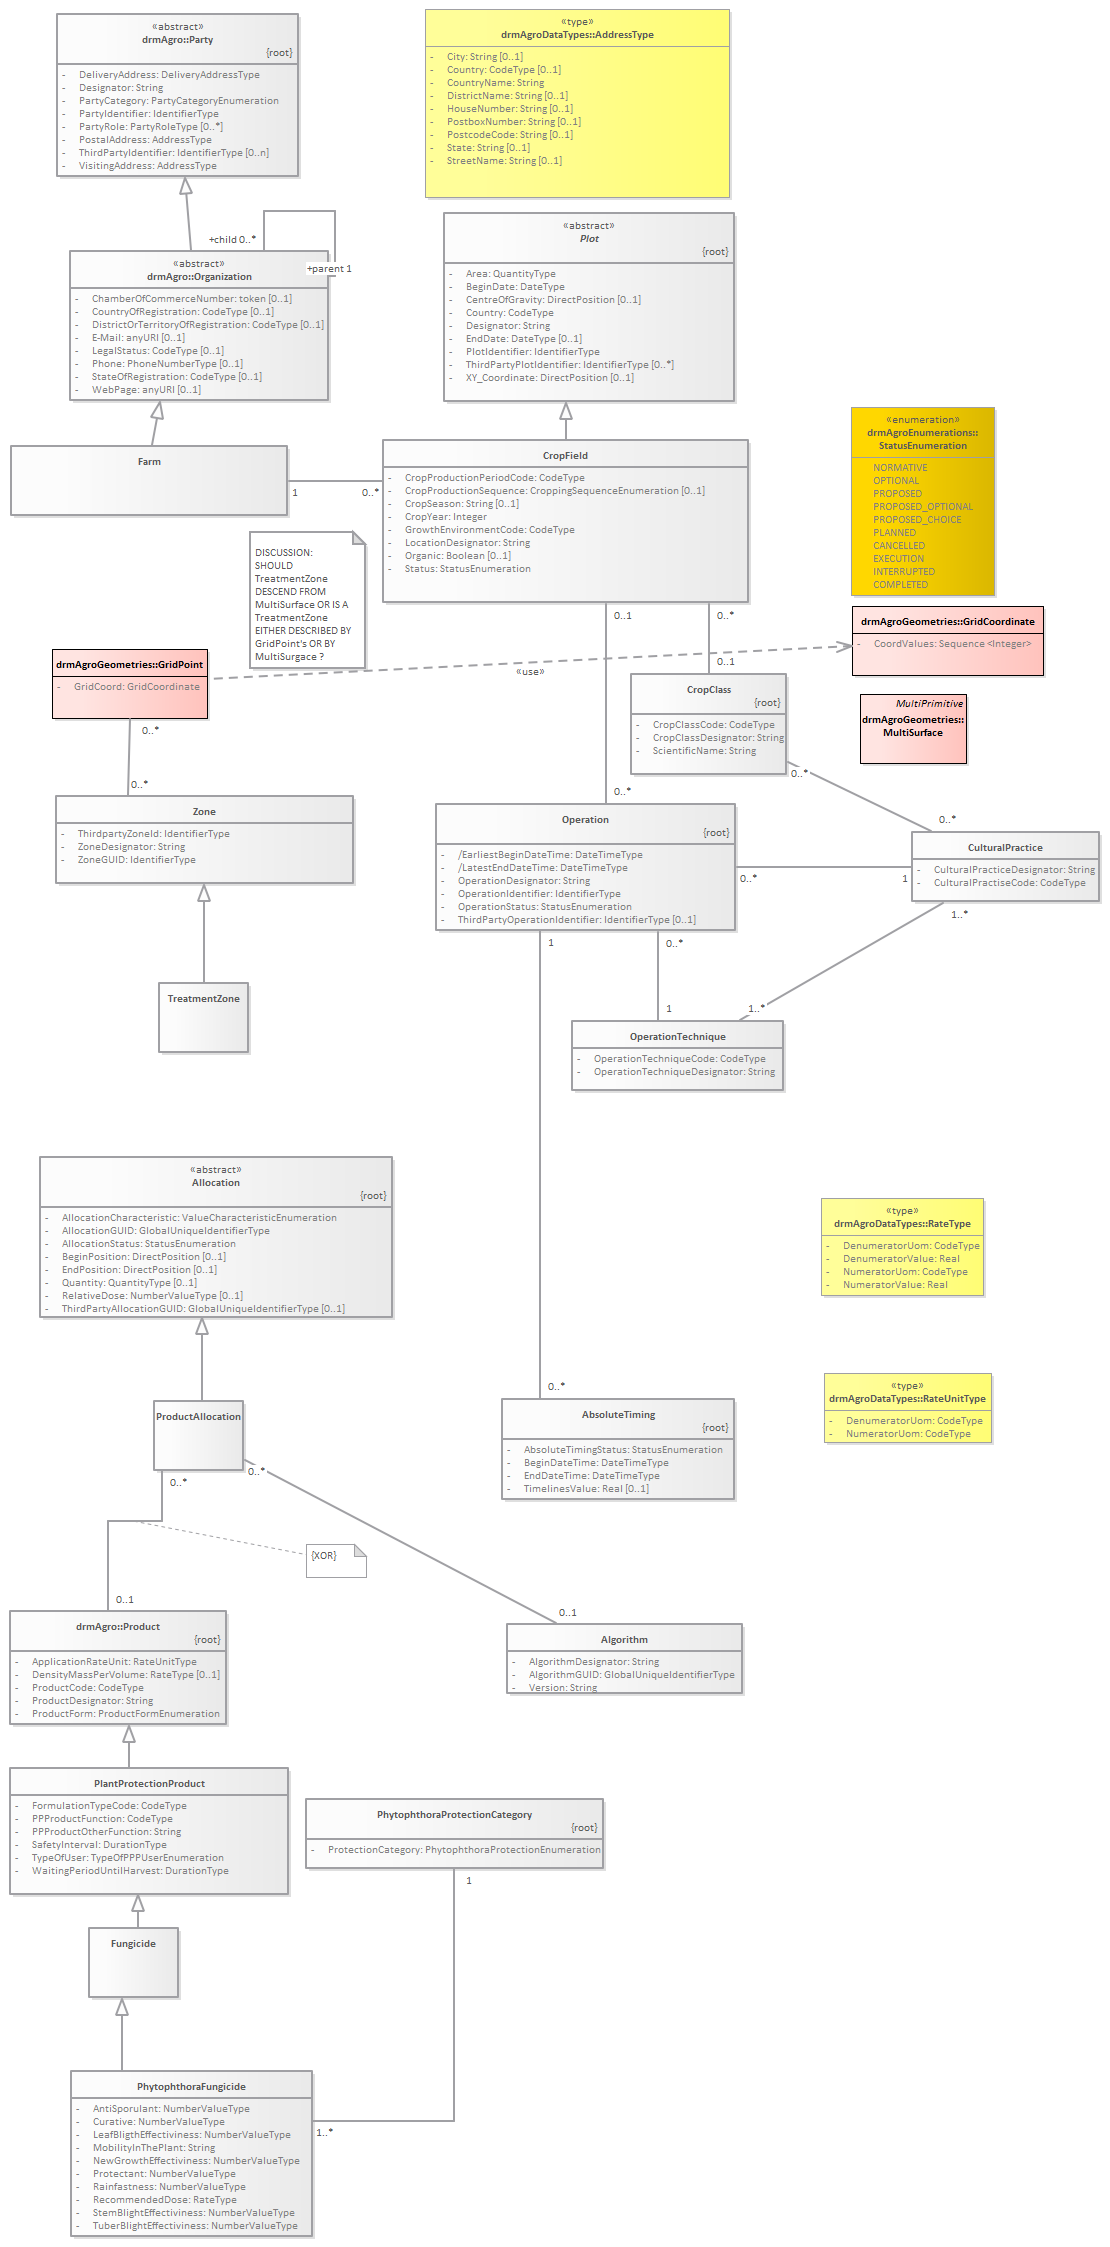 «abstract»
drmAgro::Party
{root}
- DeliveryAddress: DeliveryAddressType
- Designator: String
- PartyCategory: PartyCategoryEnumeration
- PartyIdentifier: IdentifierType
- PartyRole: PartyRoleType [0..*]
- PostalAddress: AddressType
- ThirdPartyIdentifier: IdentifierType [0..n]
- VisitingAddress: AddressType
«type»
drmAgroDataTypes::AddressType
- City: String [0..1]
- Country: CodeType [0..1]
- CountryName: String
- DistrictName: String [0..1]
- HouseNumber: String [0..1]
- PostboxNumber: String [0..1]
- PostcodeCode: String [0..1]
- State: String [0..1]
- StreetName: String [0..1]
+child 0..*
+parent 1
«abstract»
drmAgro::Organization
- ChamberOfCommerceNumber: token [0..1]
- CountryOfRegistration: CodeType [0..1]
- DistrictOrTerritoryOfRegistration: CodeType [0..1]
- E-Mail: anyURI [0..1]
- LegalStatus: CodeType [0..1]
- Phone: PhoneNumberType [0..1]
- StateOfRegistration: CodeType [0..1]
- WebPage: anyURI [0..1]
«abstract»
Plot
{root}
- Area: QuantityType
- BeginDate: DateType
- CentreOfGravity: DirectPosition [0..1]
- Country: CodeType
- Designator: String
- EndDate: DateType [0..1]
- PlotIdentifier: IdentifierType
- ThirdPartyPlotIdentifier: IdentifierType [0..*]
- XY_Coordinate: DirectPosition [0..1]
Farm
1
0..*
CropField
- CropProductionPeriodCode: CodeType
- CropProductionSequence: CroppingSequenceEnumeration [0..1]
- CropSeason: String [0..1]
- CropYear: Integer
- GrowthEnvironmentCode: CodeType
- LocationDesignator: String
- Organic: Boolean [0..1]
- Status: StatusEnumeration
«enumeration»
drmAgroEnumerations::
StatusEnumeration
NORMATIVE
OPTIONAL
PROPOSED
PROPOSED_OPTIONAL
PROPOSED_CHOICE
PLANNED
CANCELLED
EXECUTION
INTERRUPTED
COMPLETED
DISCUSSION:
SHOULD
TreatmentZone
DESCEND FROM
MultiSurface OR IS A
TreatmentZone
EITHER DESCRIBED BY
GridPoint's OR BY
MultiSurgace ?
0..1
0..*
drmAgroGeometries::GridCoordinate
- CoordValues: Sequence <Integer>
drmAgroGeometries::GridPoint
- GridCoord: GridCoordinate
«use»
0..1
CropClass
{root}
- CropClassCode: CodeType
- CropClassDesignator: String
- ScientificName: String
MultiPrimitive
drmAgroGeometries::
MultiSurface
0..*
0..*
0..*
0..*
0..*
Zone
- ThirdpartyZoneId: IdentifierType
- ZoneDesignator: String
- ZoneGUID: IdentifierType
Operation
{root}
- /EarliestBeginDateTime: DateTimeType
- /LatestEndDateTime: DateTimeType
- OperationDesignator: String
- OperationIdentifier: IdentifierType
- OperationStatus: StatusEnumeration
- ThirdPartyOperationIdentifier: IdentifierType [0..1]
CulturalPractice
- CulturalPracticeDesignator: String
- CulturalPractiseCode: CodeType
0..*
1
1
0..*
1..*
TreatmentZone
1
1..*
OperationTechnique
- OperationTechniqueCode: CodeType
- OperationTechniqueDesignator: String
«abstract»
Allocation
{root}
- AllocationCharacteristic: ValueCharacteristicEnumeration
- AllocationGUID: GlobalUniqueIdentifierType
- AllocationStatus: StatusEnumeration
- BeginPosition: DirectPosition [0..1]
- EndPosition: DirectPosition [0..1]
- Quantity: QuantityType [0..1]
- RelativeDose: NumberValueType [0..1]
- ThirdPartyAllocationGUID: GlobalUniqueIdentifierType [0..1]
«type»
drmAgroDataTypes::RateType
- DenumeratorUom: CodeType
- DenumeratorValue: Real
- NumeratorUom: CodeType
- NumeratorValue: Real
0..*
«type»
drmAgroDataTypes::RateUnitType
- DenumeratorUom: CodeType
- NumeratorUom: CodeType
ProductAllocation
AbsoluteTiming
{root}
- AbsoluteTimingStatus: StatusEnumeration
- BeginDateTime: DateTimeType
- EndDateTime: DateTimeType
- TimelinesValue: Real [0..1]
0..*
0..*
{XOR}
0..1
0..1
drmAgro::Product
{root}
- ApplicationRateUnit: RateUnitType
- DensityMassPerVolume: RateType [0..1]
- ProductCode: CodeType
- ProductDesignator: String
- ProductForm: ProductFormEnumeration
Algorithm
- AlgorithmDesignator: String
- AlgorithmGUID: GlobalUniqueIdentifierType
- Version: String
PlantProtectionProduct
- FormulationTypeCode: CodeType
- PPProductFunction: CodeType
- PPProductOtherFunction: String
- SafetyInterval: DurationType
- TypeOfUser: TypeOfPPPUserEnumeration
- WaitingPeriodUntilHarvest: DurationType
PhytophthoraProtectionCategory
{root}
- ProtectionCategory: PhytophthoraProtectionEnumeration
1
Fungicide
PhytophthoraFungicide
- AntiSporulant: NumberValueType
- Curative: NumberValueType
- LeafBligthEffectiviness: NumberValueType
- MobilityInThePlant: String
- NewGrowthEffectiviness: NumberValueType
- Protectant: NumberValueType
- Rainfastness: NumberValueType
- RecommendedDose: RateType
- StemBlightEffectiviness: NumberValueType
- TuberBlightEffectiviness: NumberValueType
1..*